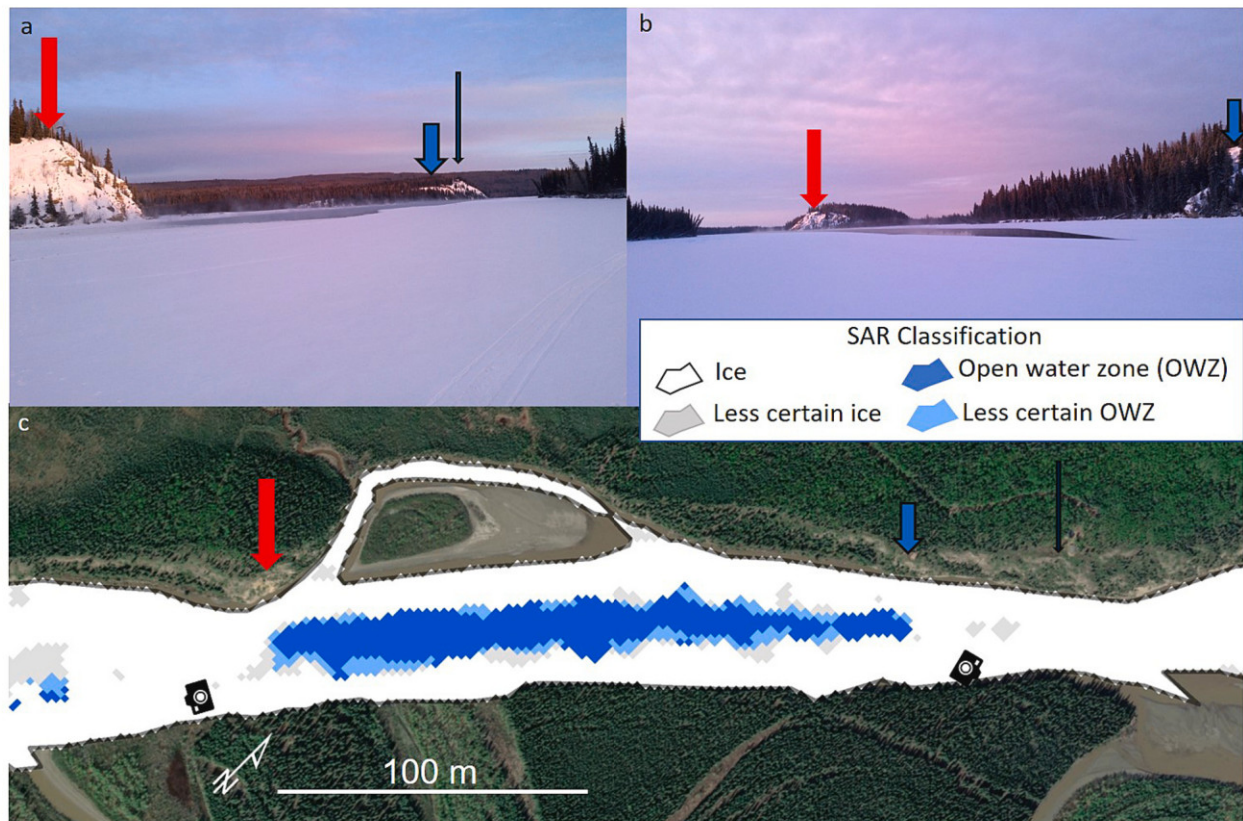 a
b
SAR Classification
Ice
Open water zone (OWZ)
Less certain ice
Less certain OWZ
c
N
100 m